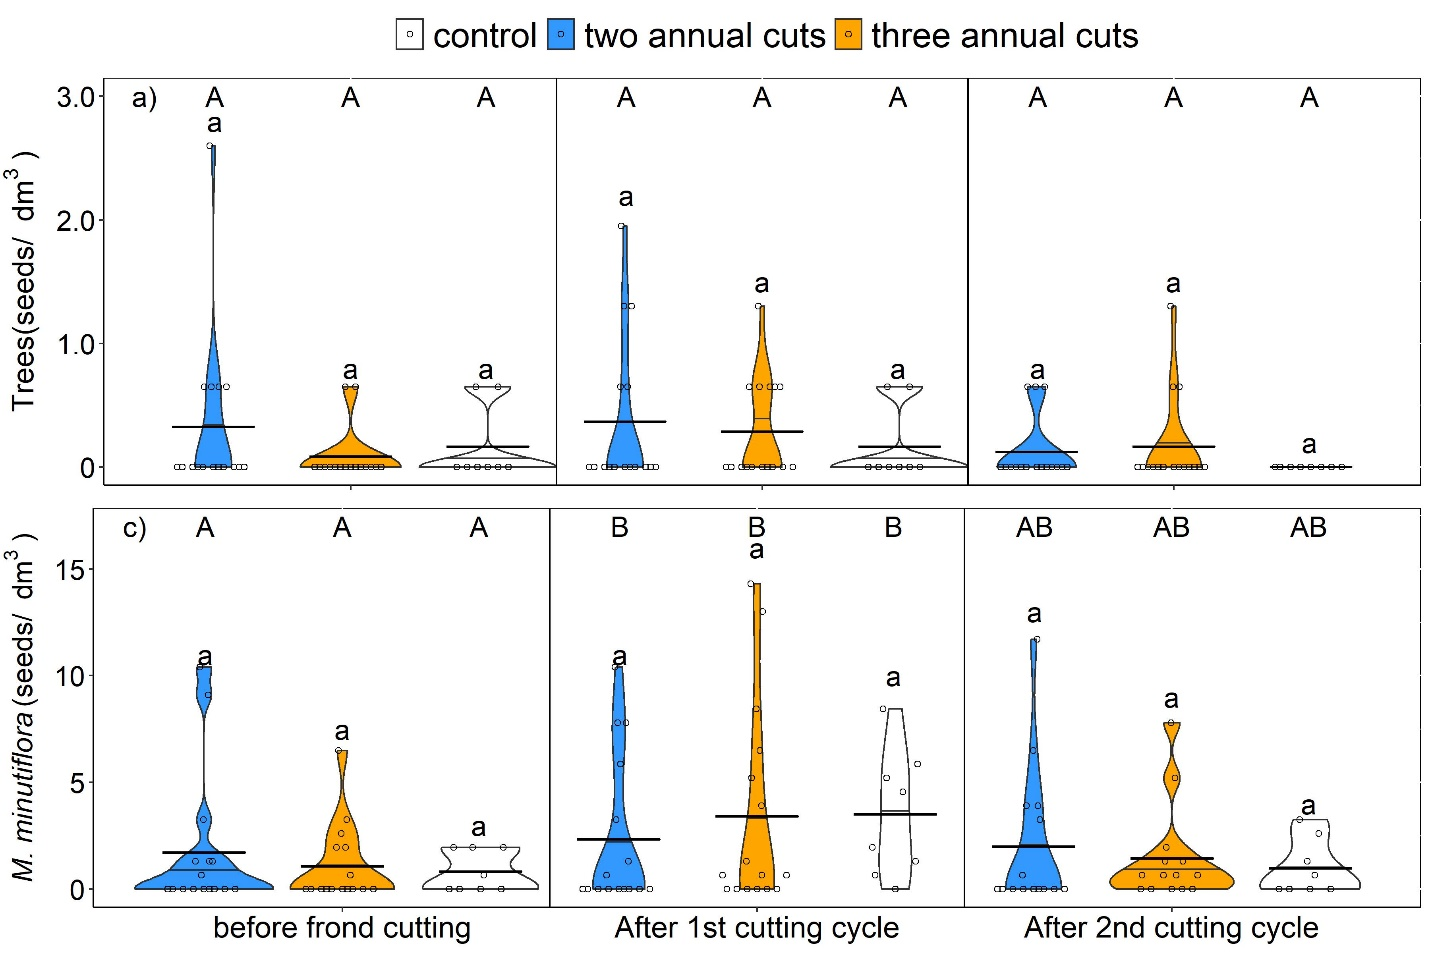 control two annual cuts three annual cuts
a) A A A A A A A A A
a a a a a a a a a
3.0
2.0
1.0
0
Trees(seeds/ dm3 )
c) A A A B B B AB AB AB
a a a a a a a a a
15
10
5
0
M. minutiflora (seeds/ dm3 )
before frond cutting After 1st cutting cycle After 2nd cutting cycle